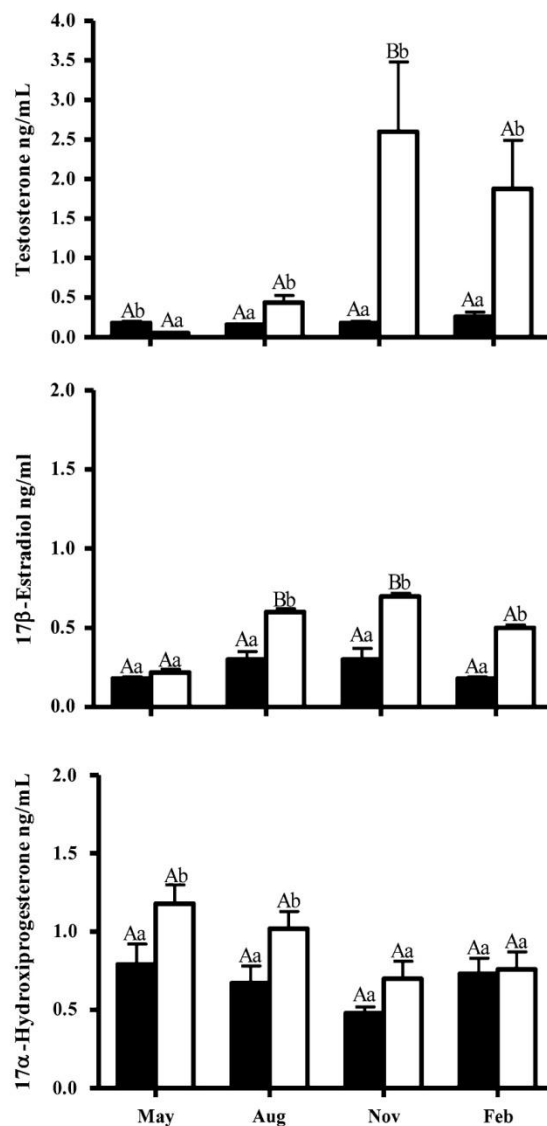 Testosterone ng/mL
4.0
3.5
3.0
2.5
2.0
1.5
1.0
0.5
0.0
Ab Aa
Aa Ab
Aa Bb
Aa Ab
17β-Estradiol ng/ml
2.0
1.5
1.0
0.5
0.0
Aa Aa
Aa Bb
Aa Bb
Aa Ab
17α-Hydroxiprogesterone ng/mL
2.0
1.5
1.0
0.5
0.0
Aa Ab
Aa Ab
Aa Aa
Aa Aa
May Aug Nov Feb